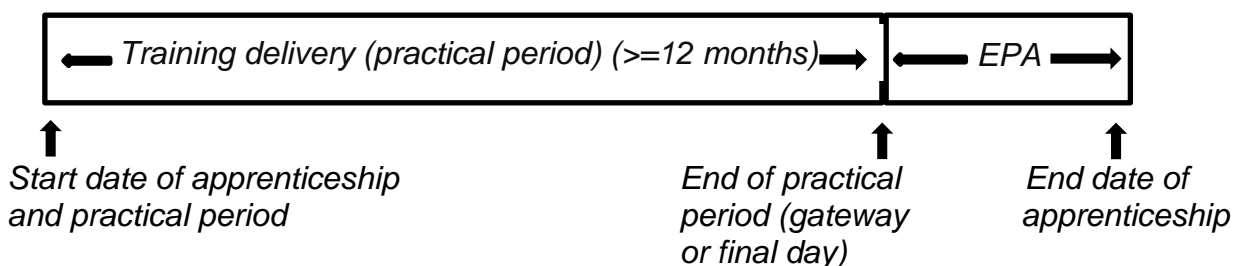 Training delivery (practical period) (>=12 months)
EPA
Start date of apprenticeship
and practical period
End of practical
period (gateway
or final day)
End date of
apprenticeship